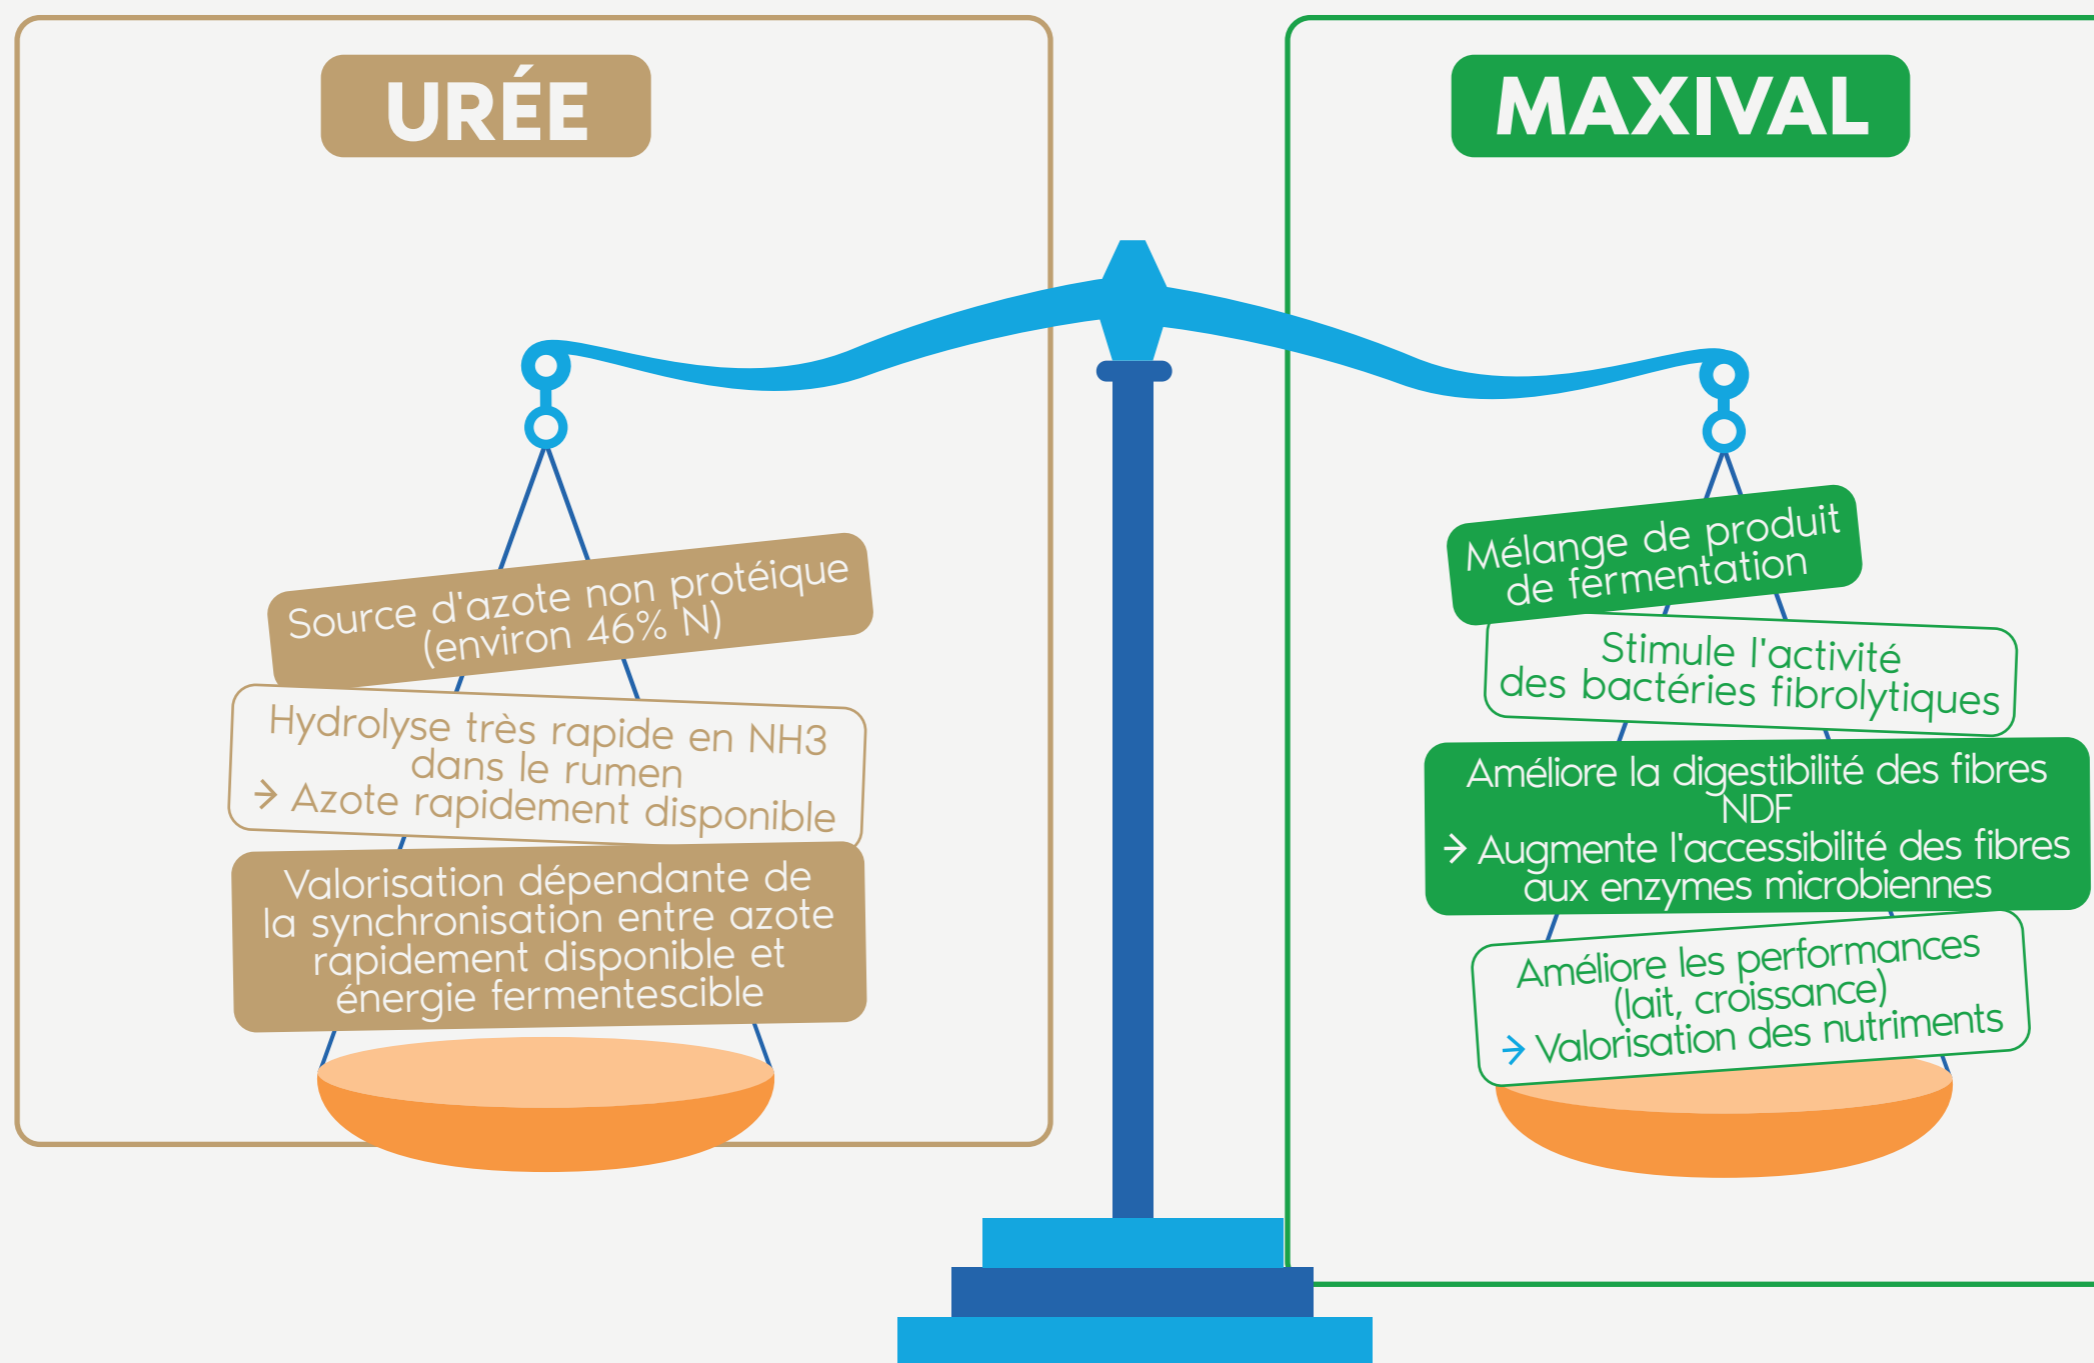 URÉE
Source d'azote non protéique
(environ 46% N)
Hydrolyse très rapide en NH3
dans le rumen
→ Azote rapidement disponible
Valorisation dépendante de
la synchronisation entre azote
rapidement disponible et
énergie fermentescible
MAXIVAL
Mélange de produit
de fermentation
Stimule l'activité
des bactéries fibrolytiques
Améliore la digestibilité des fibres
NDF
→ Augmente l'accessibilité des fibres
aux enzymes microbiennes
Améliore les performances
(lait, croissance)
→ Valorisation des nutriments